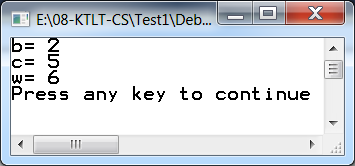 E:\08-KTLT-CS\Test1\Deb...
b= 2
c= 5
w= 6
Press any key to continue